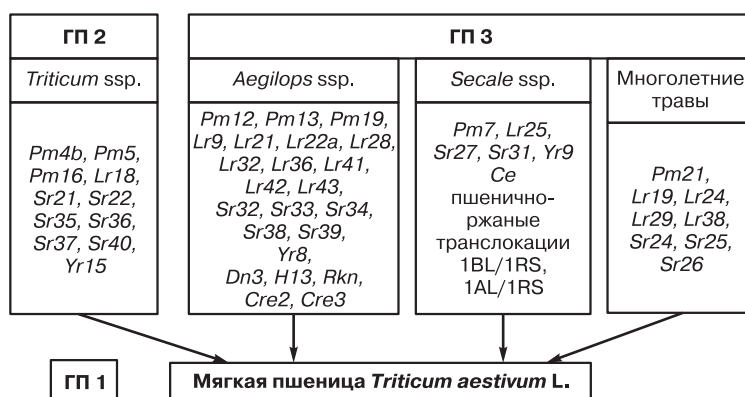 ГП 2
ГП 3
Triticum ssp.
Aegilops ssp.
Secale ssp.
Многолетние
травы
Pm4b, Pm5,
Pm16, Lr18,
Sr21, Sr22,
Sr35, Sr36,
Sr37, Sr40,
Yr15
Pm12, Pm13, Pm19,
Lr9, Lr21, Lr22a, Lr28,
Lr32, Lr36, Lr41,
Lr42, Lr43,
Sr32, Sr33, Sr34,
Sr38, Sr39,
Yr8,
Dn3, H13, Rkn,
Cre2, Cre3
Pm7, Lr25,
Sr27, Sr31, Yr9
Ce
пшенично-
ржаные
транслокации
1BL/1RS,
1AL/1RS
Pm21,
Lr19, Lr24,
Lr29, Lr38,
Sr24, Sr25,
Sr26
ГП 1
Мягкая пшеница Triticum aestivum L.